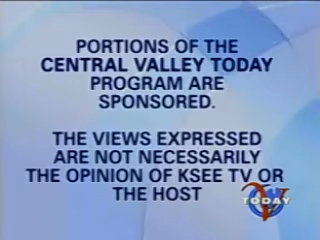 PORTIONS OF THE
CENTRAL VALLEY TODAY
PROGRAM ARE
SPONSORED.
THE VIEWS EXPRESSED
ARE NOT NECESSARILY
THE OPINION OF KSEE TV OR
THE HOST
TODAY